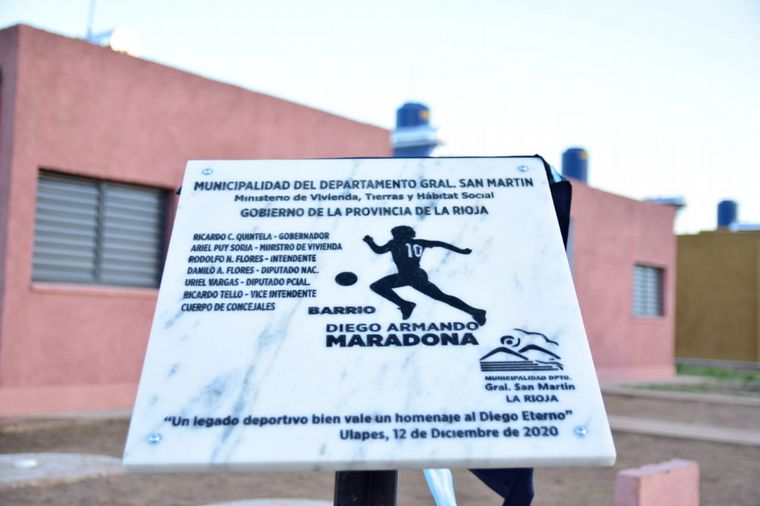 MUNICIPALIDAD DEL DEPARTAMENTO GRAL. SAN MARTIN
Ministerio de Vivienda, Tierras y Hábitat Social
GOBIERNO DE LA PROVINCIA DE LA RIOJA
RICARDO C. QUINTELA - GOBERNADOR
ARIEL PUY SORIA - MINISTRO DE VIVIENDA
RODOLFO N. FLORES - INTENDENTE
DANILO A. FLORES - DIPUTADO NAC.
URIEL VARGAS - DIPUTADO PCIAL.
RICARDO TELLO - VICE INTENDENTE
CUERPO DE CONCEJALES
10
BARRIO
DIEGO ARMANDO
MARADONA
MUNICIPALIDAD DPTO.
Gral. San Martin
LA RIOJA
"Un legado deportivo bien vale un homenaje al Diego Eterno"
Ulapes, 12 de Diciembre de 2020